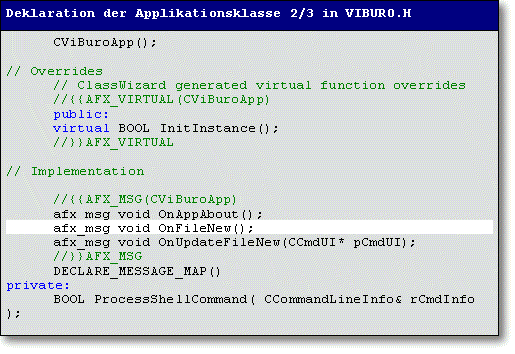 Deklaration der Applikationsklasse 2/3 in VIBURO.H
CViBuroApp();
// Overrides
// ClassWizard generated virtual function overrides
//{{AFX_VIRTUAL(CViBuroApp)
public:
virtual BOOL InitInstance();
//}}AFX_VIRTUAL
// Implementation
//{{AFX_MSG(CViBuroApp)
afx_msg void OnAppAbout();
afx_msg void OnFileNew();
afx_msg void OnUpdateFileNew(CCmdUI* pCmdUI);
//}}AFX_MSG
DECLARE_MESSAGE_MAP()
private:
BOOL ProcessShellCommand( CCommandLineInfo& rCmdInfo
);